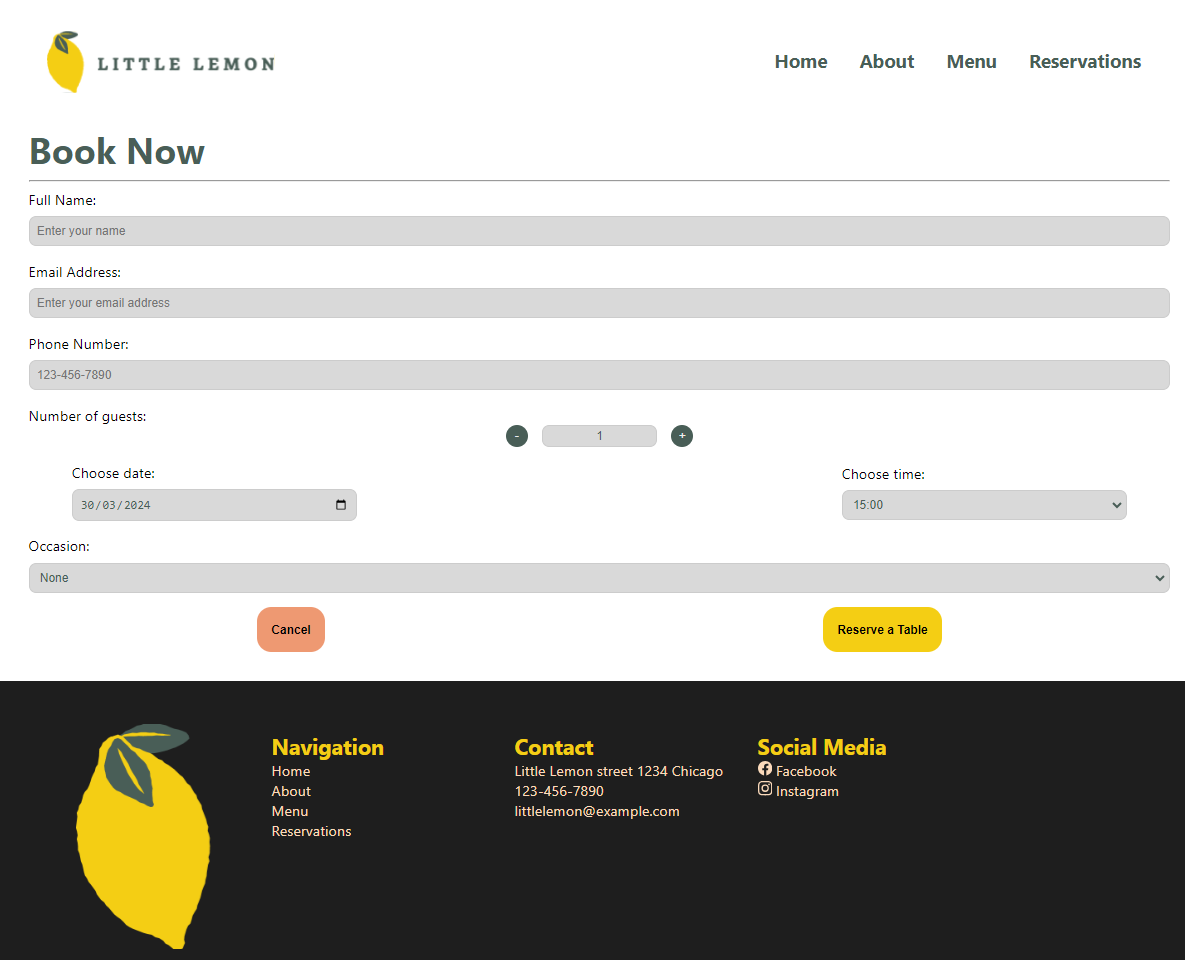 LITTLE LEMON
Home About Menu Reservations
Book Now
Full Name:
Enter your name
Email Address:
Enter your email address
Phone Number:
123-456-7890
Number of guests:
- 1 +
Choose date: Choose time:
30/03/2024 15:00
Occasion:
None
Cancel Reserve a Table
Navigation
Home
About
Menu
Reservations
Contact
Little Lemon street 1234 Chicago
123-456-7890
littlelemon@example.com
Social Media
Facebook
Instagram